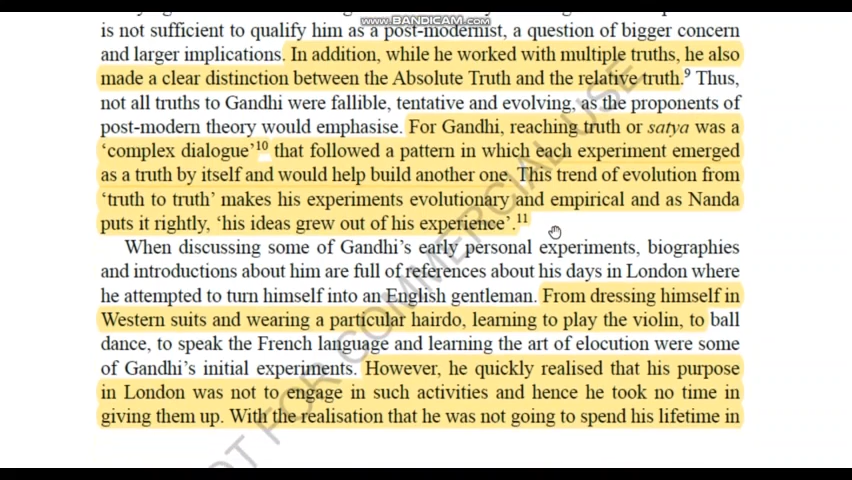 www.BANDICAM.com
is not sufficient to qualify him as a post-modernist, a question of bigger concern
and larger implications. In addition, while he worked with multiple truths, he also
made a clear distinction between the Absolute Truth and the relative truth.⁹ Thus,
not all truths to Gandhi were fallible, tentative and evolving, as the proponents of
post-modern theory would emphasise. For Gandhi, reaching truth or satya was a
‘complex dialogue’¹⁰ that followed a pattern in which each experiment emerged
as a truth by itself and would help build another one. This trend of evolution from
‘truth to truth’ makes his experiments evolutionary and empirical and as Nanda
puts it rightly, ‘his ideas grew out of his experience’.¹¹
When discussing some of Gandhi’s early personal experiments, biographies
and introductions about him are full of references about his days in London where
he attempted to turn himself into an English gentleman. From dressing himself in
Western suits and wearing a particular hairdo, learning to play the violin, to ball
dance, to speak the French language and learning the art of elocution were some
of Gandhi’s initial experiments. However, he quickly realised that his purpose
in London was not to engage in such activities and hence he took no time in
giving them up. With the realisation that he was not going to spend his lifetime in
OT FOR COMMERCIAL USE